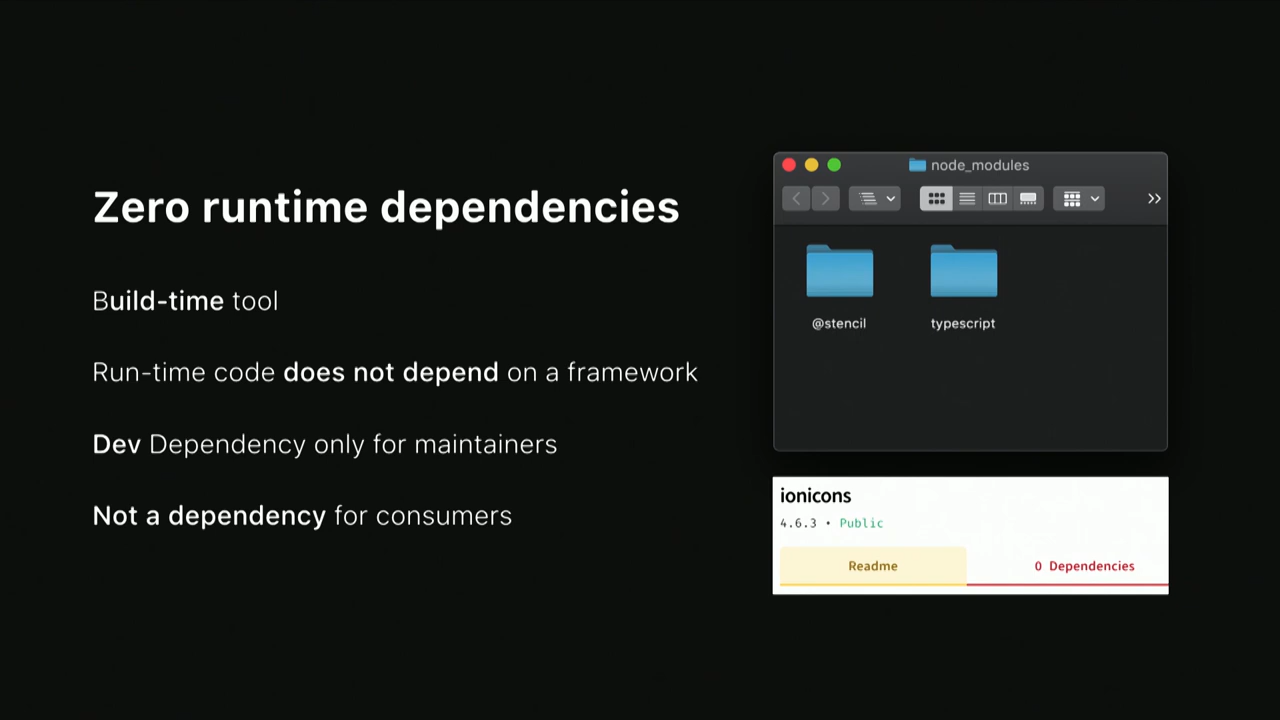 Zero runtime dependencies
Build-time tool
Run-time code does not depend on a framework
Dev Dependency only for maintainers
Not a dependency for consumers
node_modules
@stencil
typescript
ionicons
4.6.3 • Public
Readme
0 Dependencies